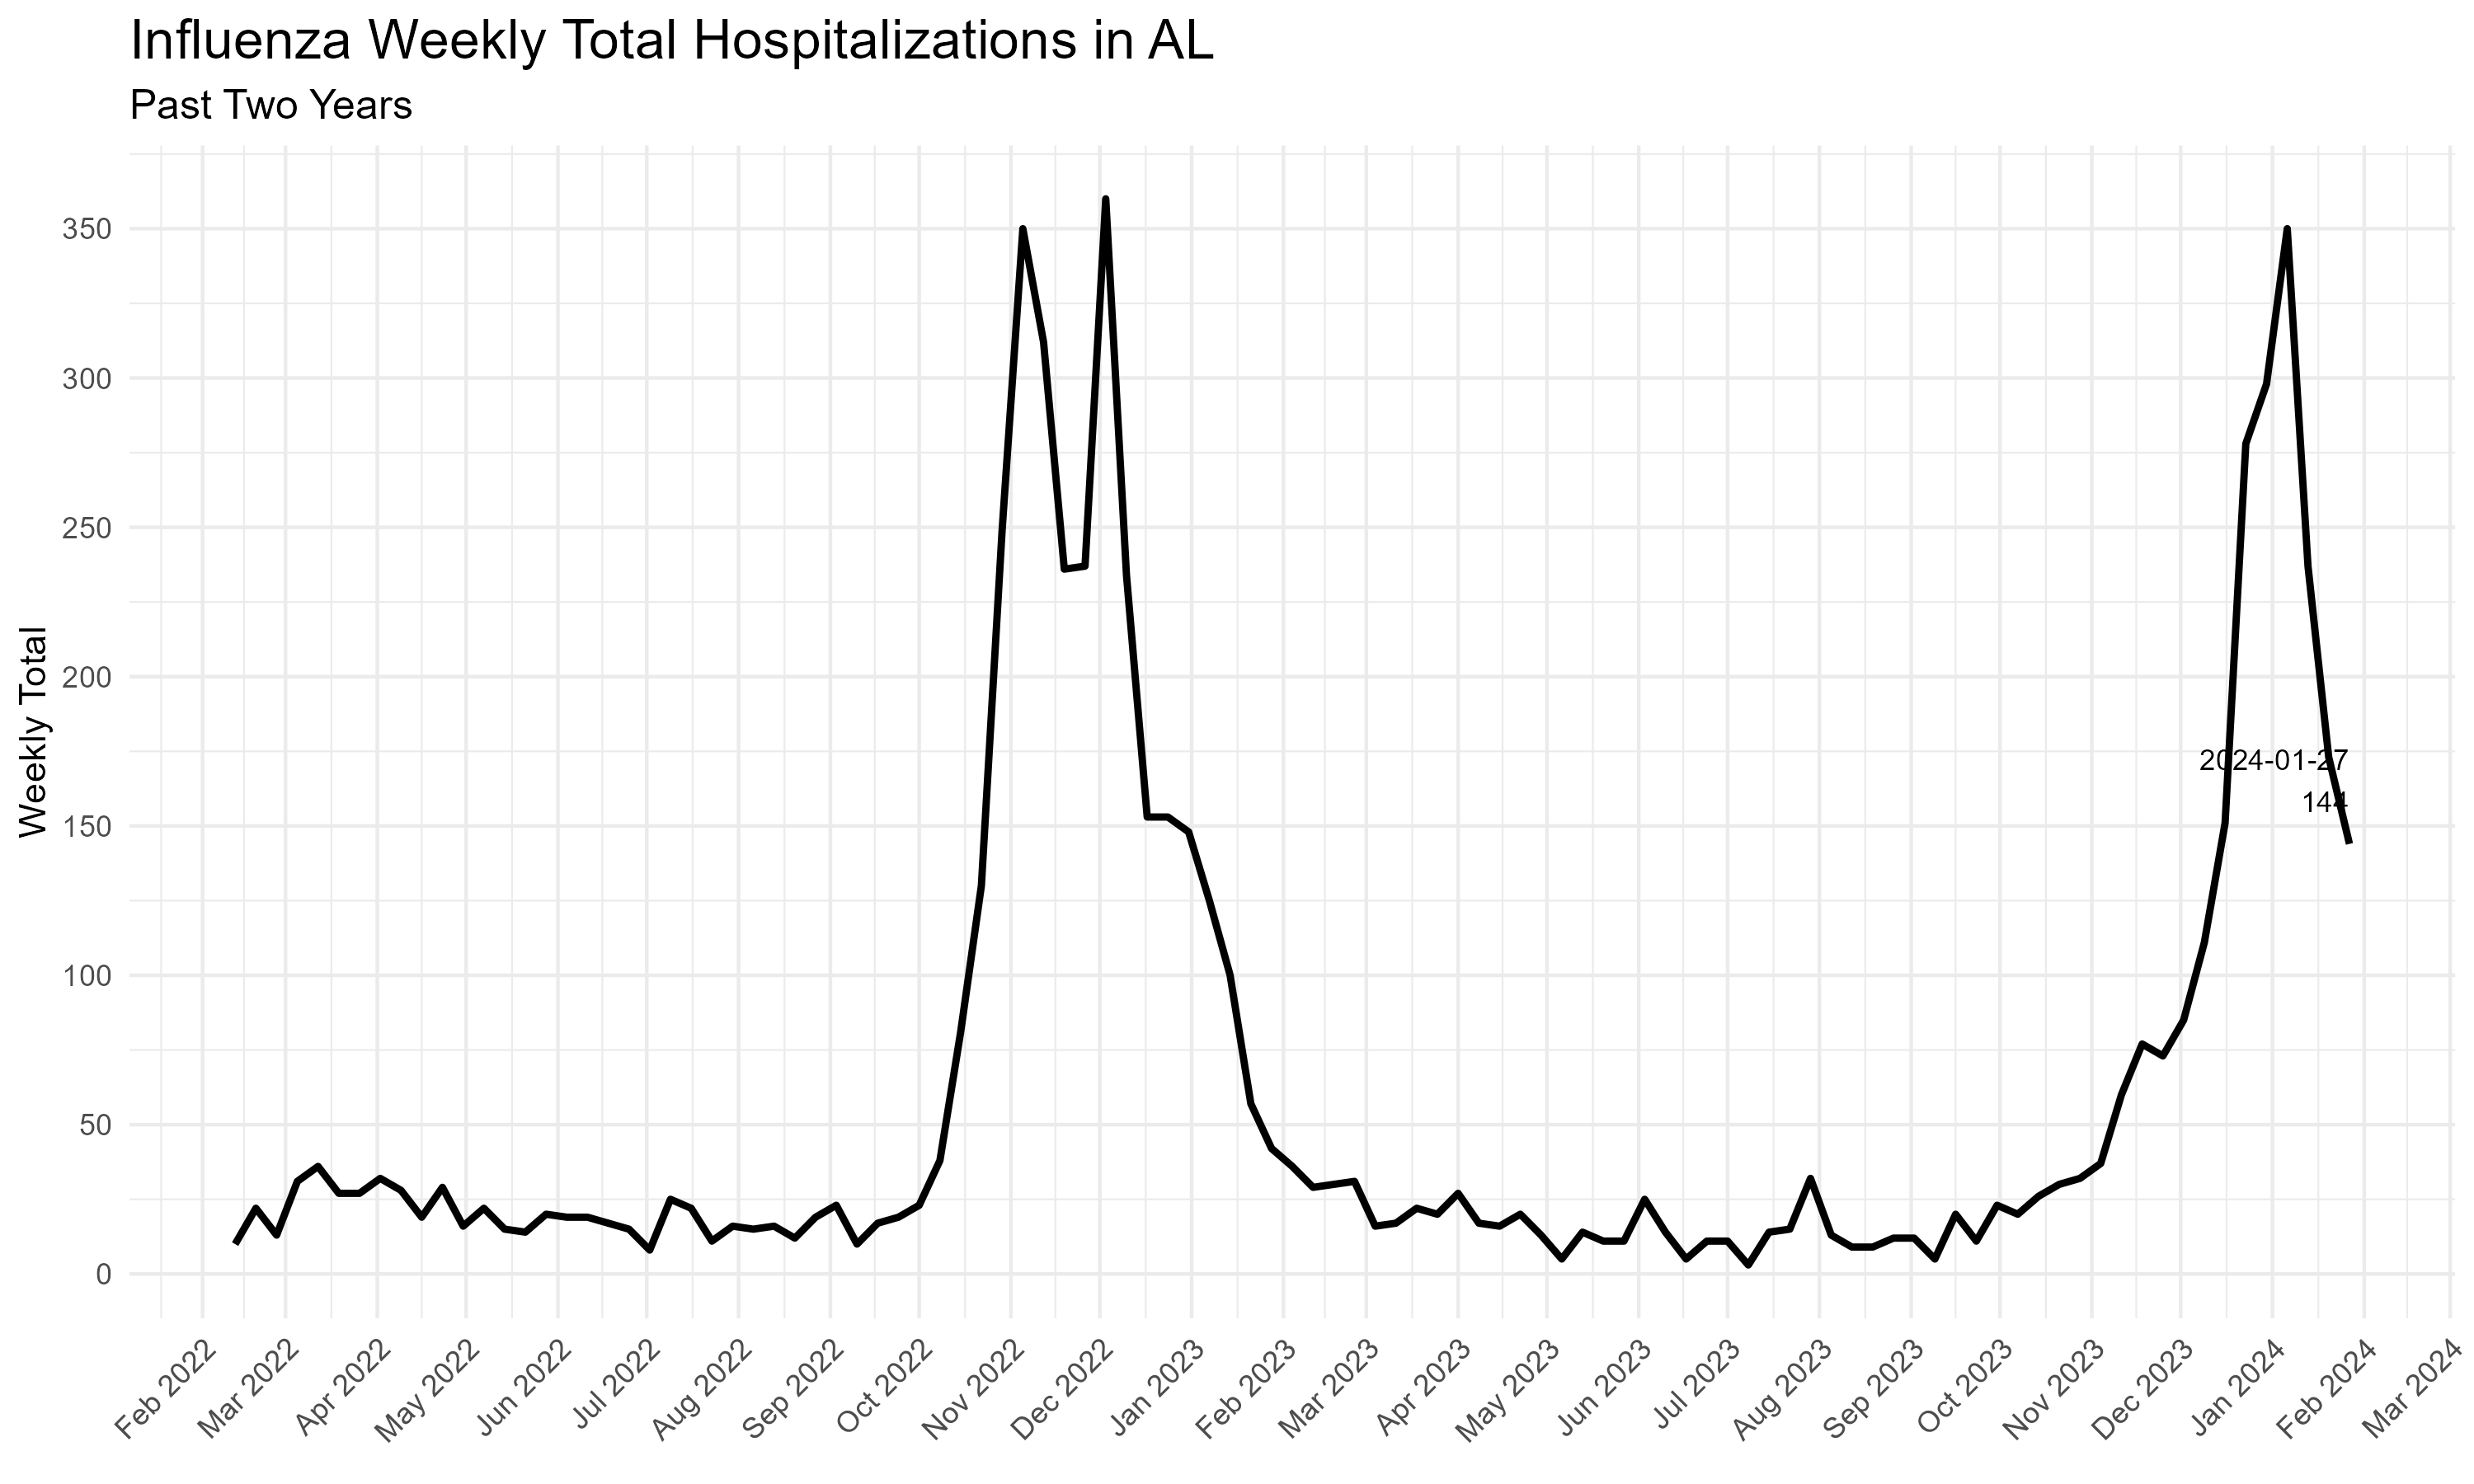 Influenza Weekly Total Hospitalizations in AL
Past Two Years
Weekly Total
350
300
250
200
150
100
50
0
2024-01-27
144
Feb 2022
Mar 2022
Apr 2022
May 2022
Jun 2022
Jul 2022
Aug 2022
Sep 2022
Oct 2022
Nov 2022
Dec 2022
Jan 2023
Feb 2023
Mar 2023
Apr 2023
May 2023
Jun 2023
Jul 2023
Aug 2023
Sep 2023
Oct 2023
Nov 2023
Dec 2023
Jan 2024
Feb 2024
Mar 2024